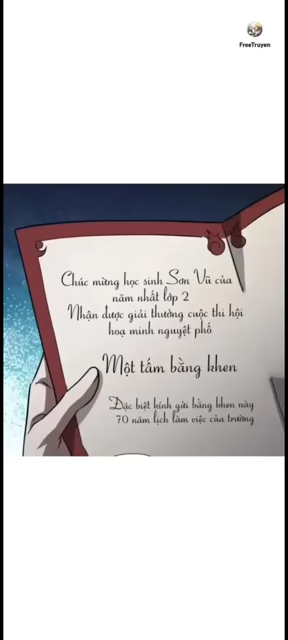 FreeTruyen
Chúc mừng học sinh Sơn Vũ của
năm nhất lớp 2
Nhận được giải thưởng cuộc thi hội
hoạ minh nguyệt phố
Một tấm bằng khen
Đặc biệt kính gửi bằng khen này
70 năm lịch làm việc của trường